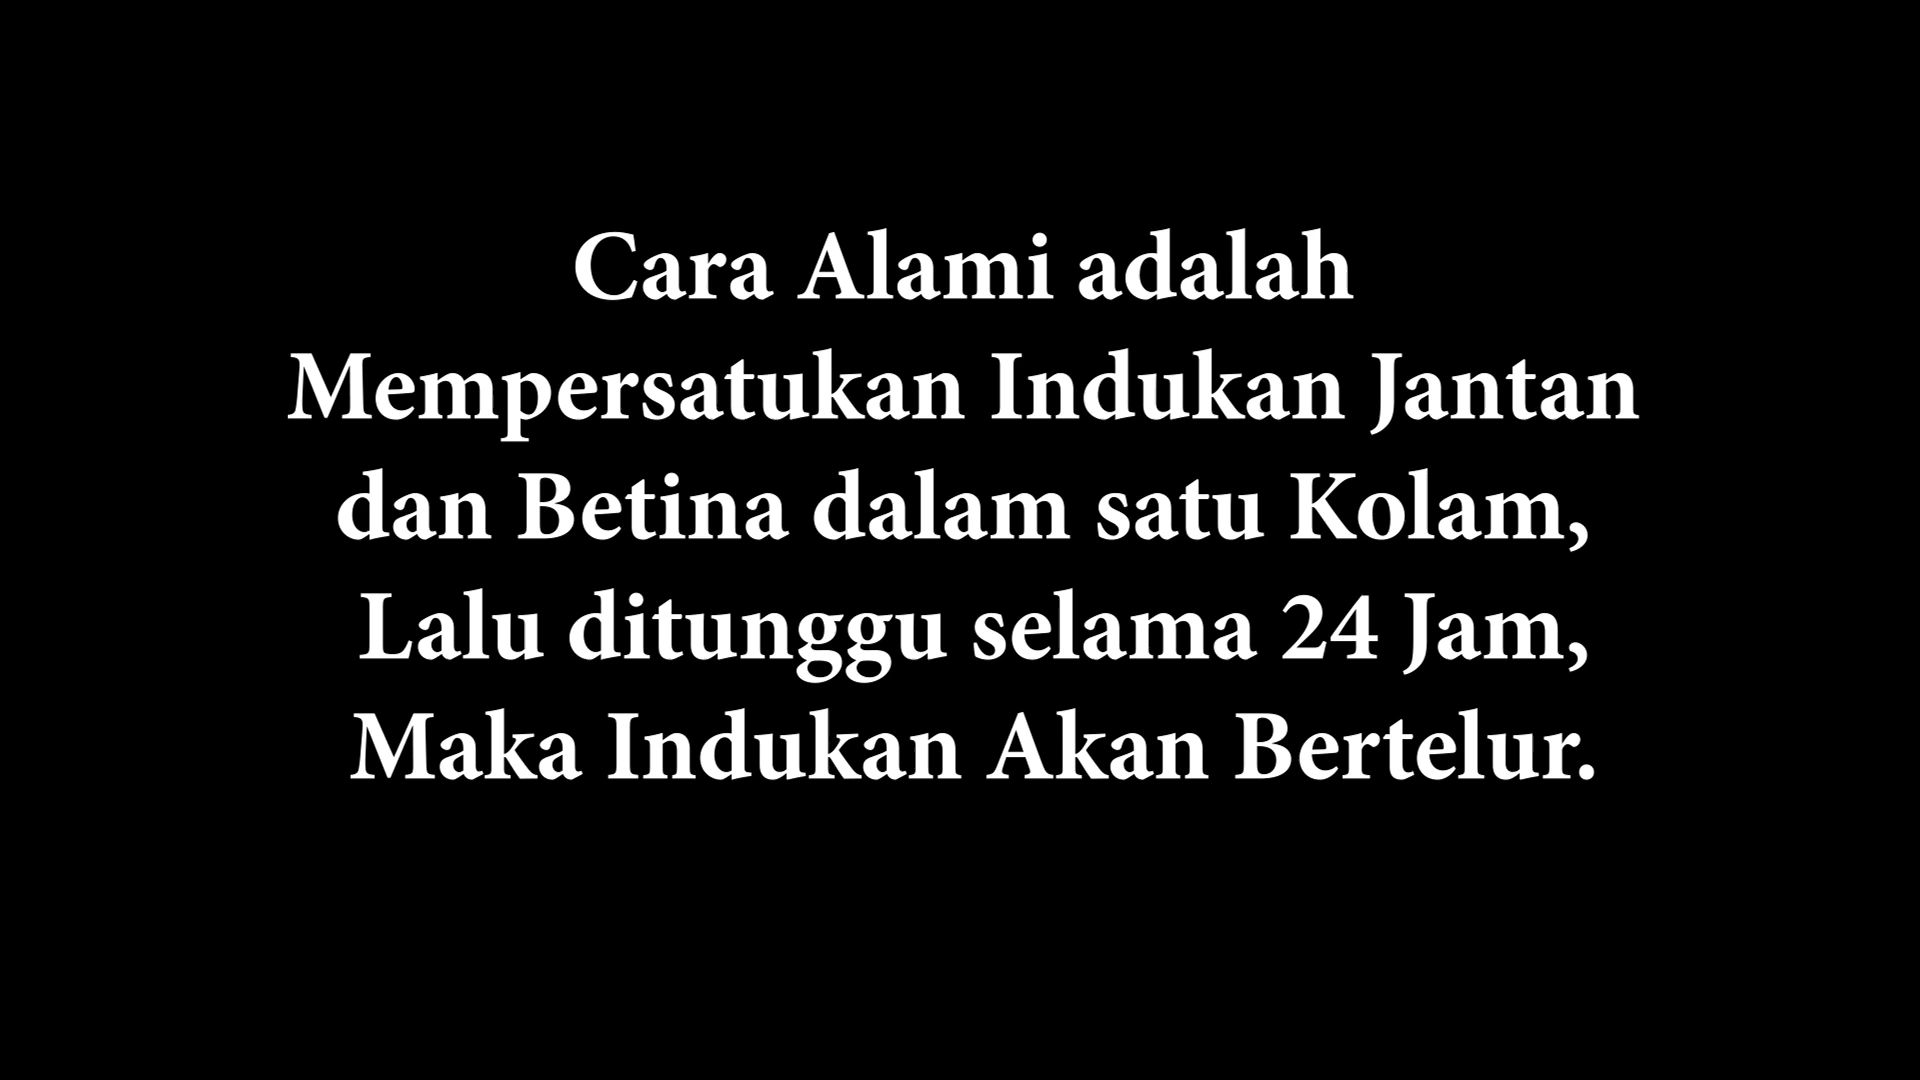 Cara Alami adalah
Mempersatukan Indukan Jantan
dan Betina dalam satu Kolam,
Lalu ditunggu selama 24 Jam,
Maka Indukan Akan Bertelur.